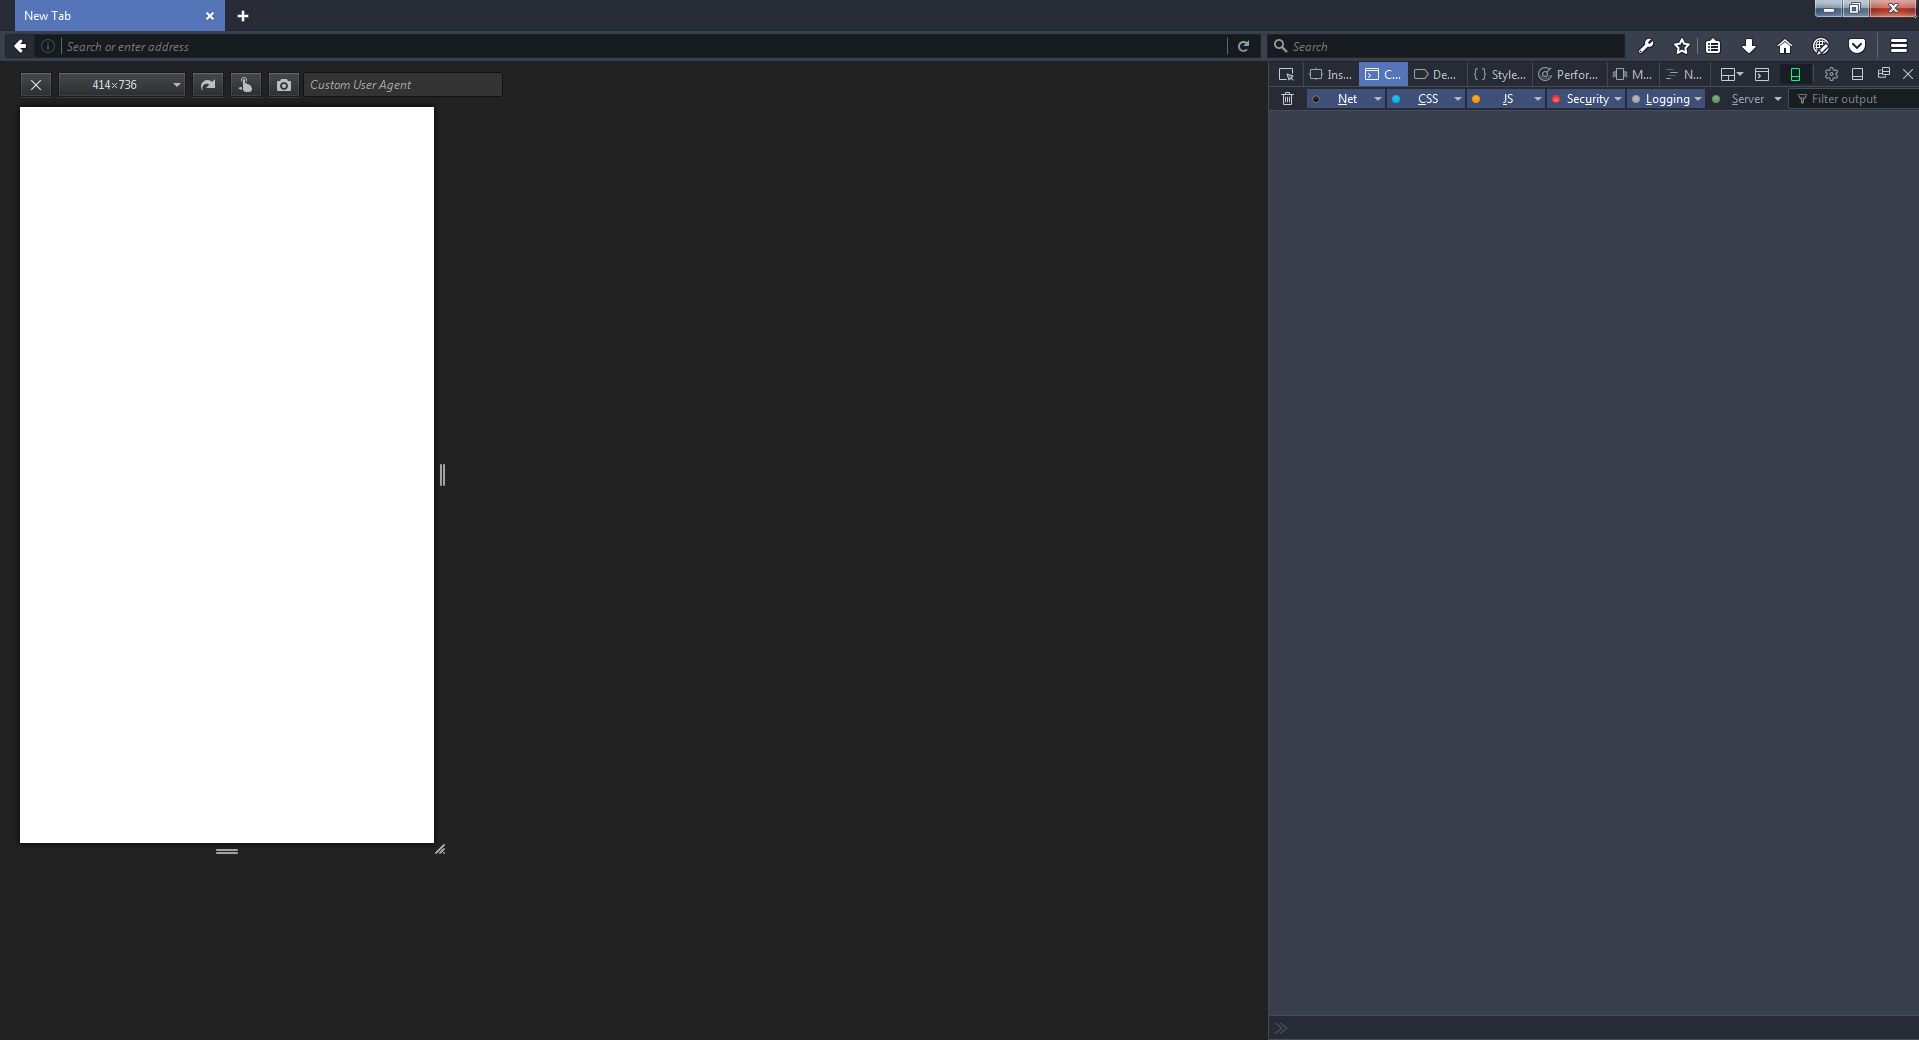 New Tab
Search or enter address
Search
414×736
Custom User Agent
Ins... C... De... Style... Perfor... M... N...
Net CSS JS Security Logging Server Filter output